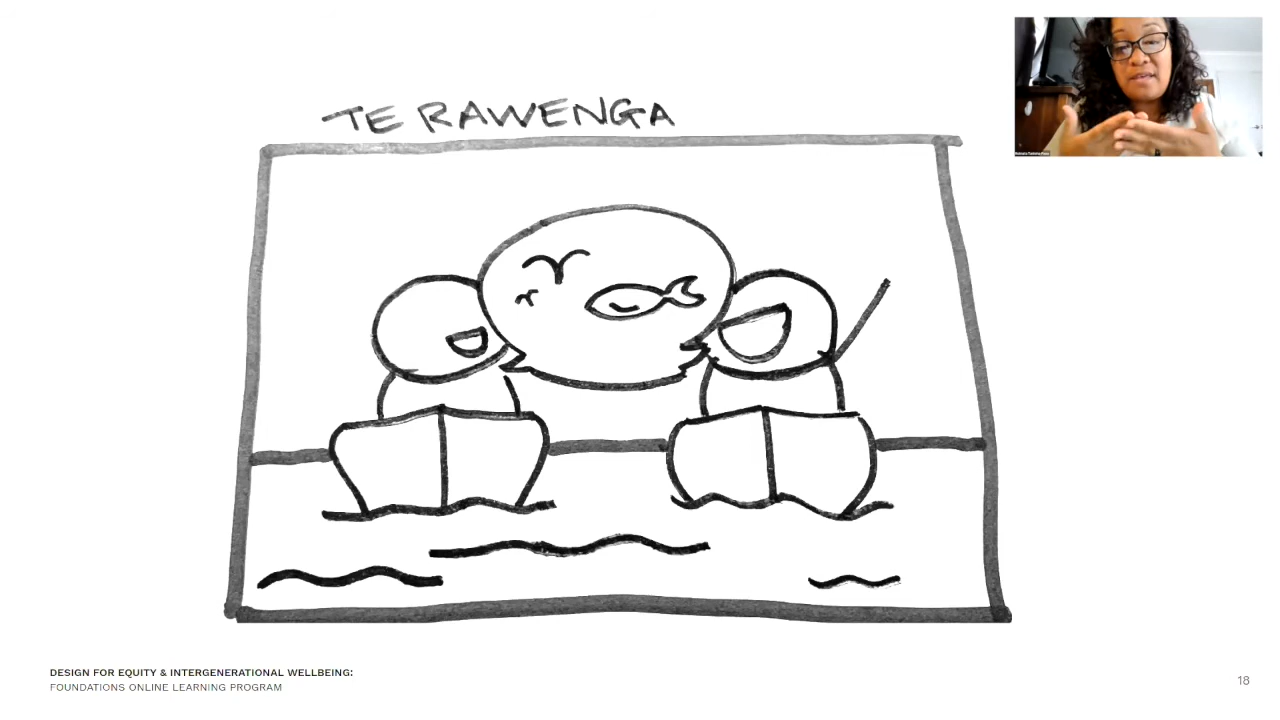 TE RAWENGA
DESIGN FOR EQUITY & INTERGENERATIONAL WELLBEING:
FOUNDATIONS ONLINE LEARNING PROGRAM
18